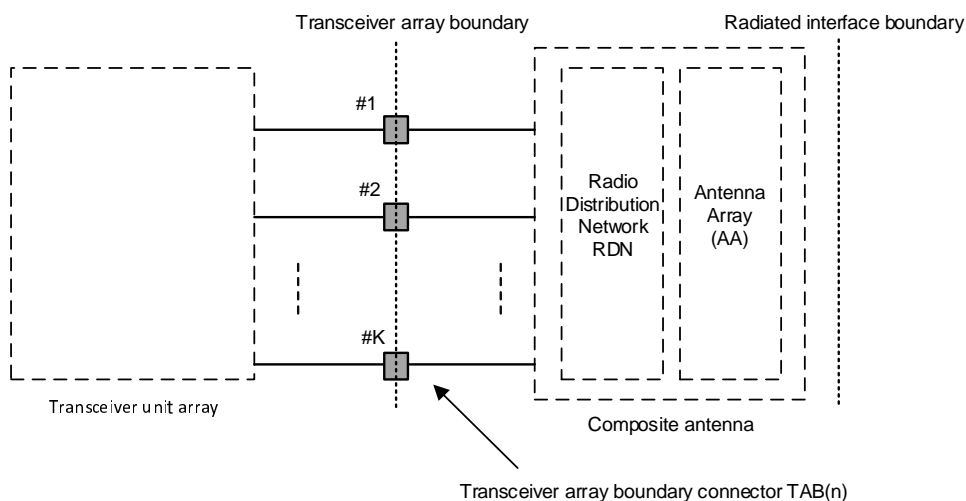 Transceiver array boundary
Radiated interface boundary
#1
#2
#K
Radio
Distribution
Network
RDN
Antenna
Array
(AA)
Transceiver unit array
Composite antenna
Transceiver array boundary connector TAB(n)